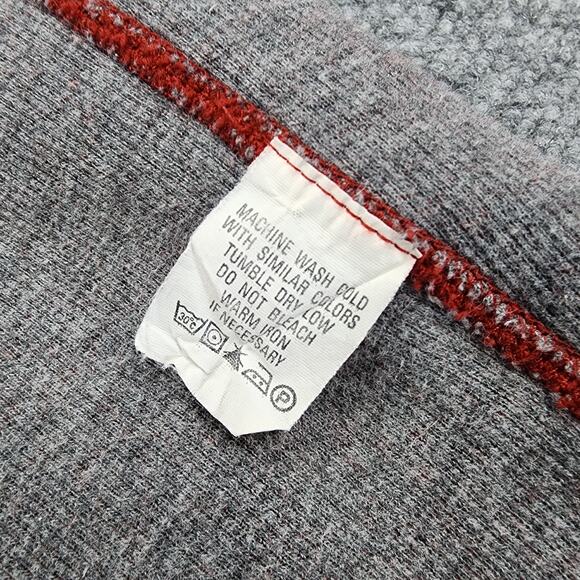 MACHINE WASH COLD
WITH SIMILAR COLORS
TUMBLE DRY LOW
DO NOT BLEACH
WARM IRON
IF NECESSARY
30°C P